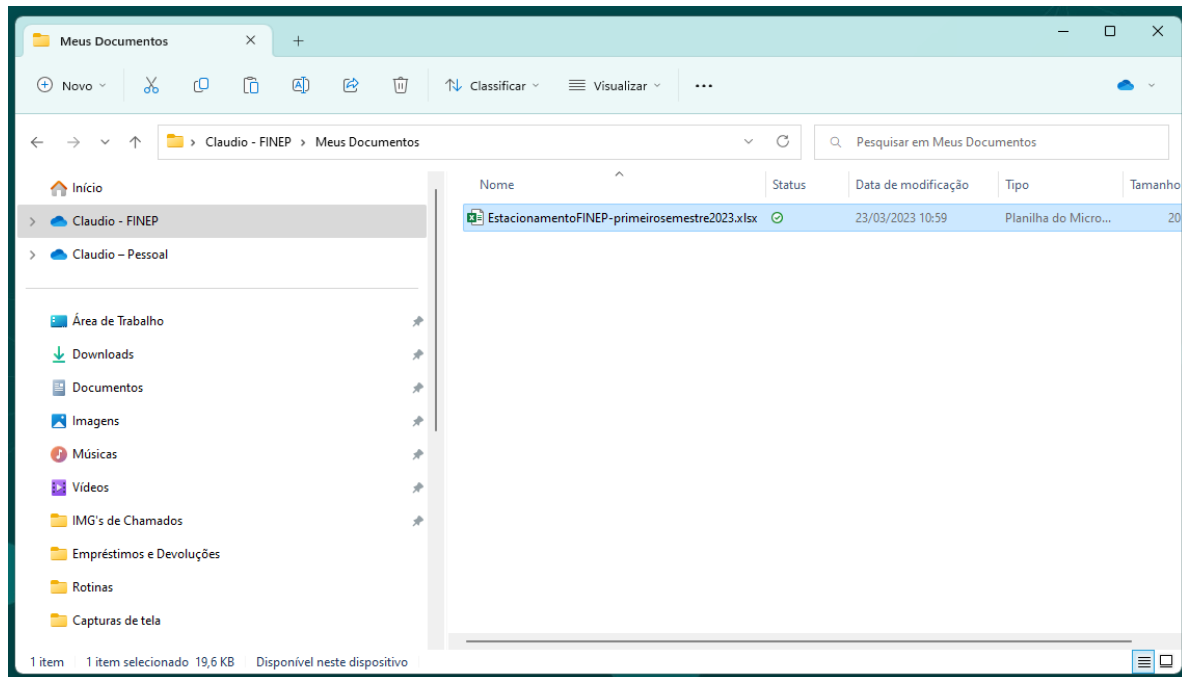 Meus Documentos
Novo
Classificar
Visualizar
Claudio - FINEP > Meus Documentos
Pesquisar em Meus Documentos
Nome Status Data de modificação Tipo Tamanho
EstacionamentoFINEP-primeirosemestre2023.xlsx 23/03/2023 10:59 Planilha do Micro... 20
Início
Claudio - FINEP
Claudio – Pessoal
Área de Trabalho
Downloads
Documentos
Imagens
Músicas
Vídeos
IMG's de Chamados
Empréstimos e Devoluções
Rotinas
Capturas de tela
1 item 1 item selecionado 19,6 KB Disponível neste dispositivo